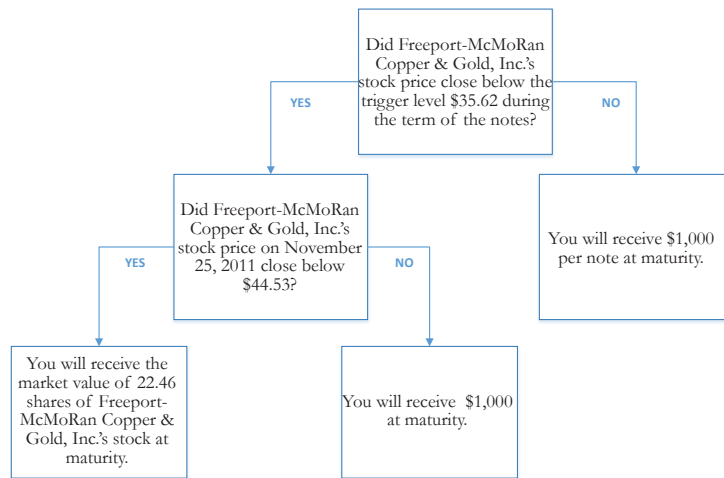 Did Freeport-McMoRan
Copper & Gold, Inc.'s
stock price close below the
trigger level $35.62 during
the term of the notes?
YES
NO
Did Freeport-McMoRan
Copper & Gold, Inc.'s
stock price on November
25, 2011 close below
$44.53?
You will receive $1,000
per note at maturity.
YES
NO
You will receive the
market value of 22.46
shares of Freeport-
McMoRan Copper &
Gold, Inc.'s stock at
maturity.
You will receive $1,000
at maturity.